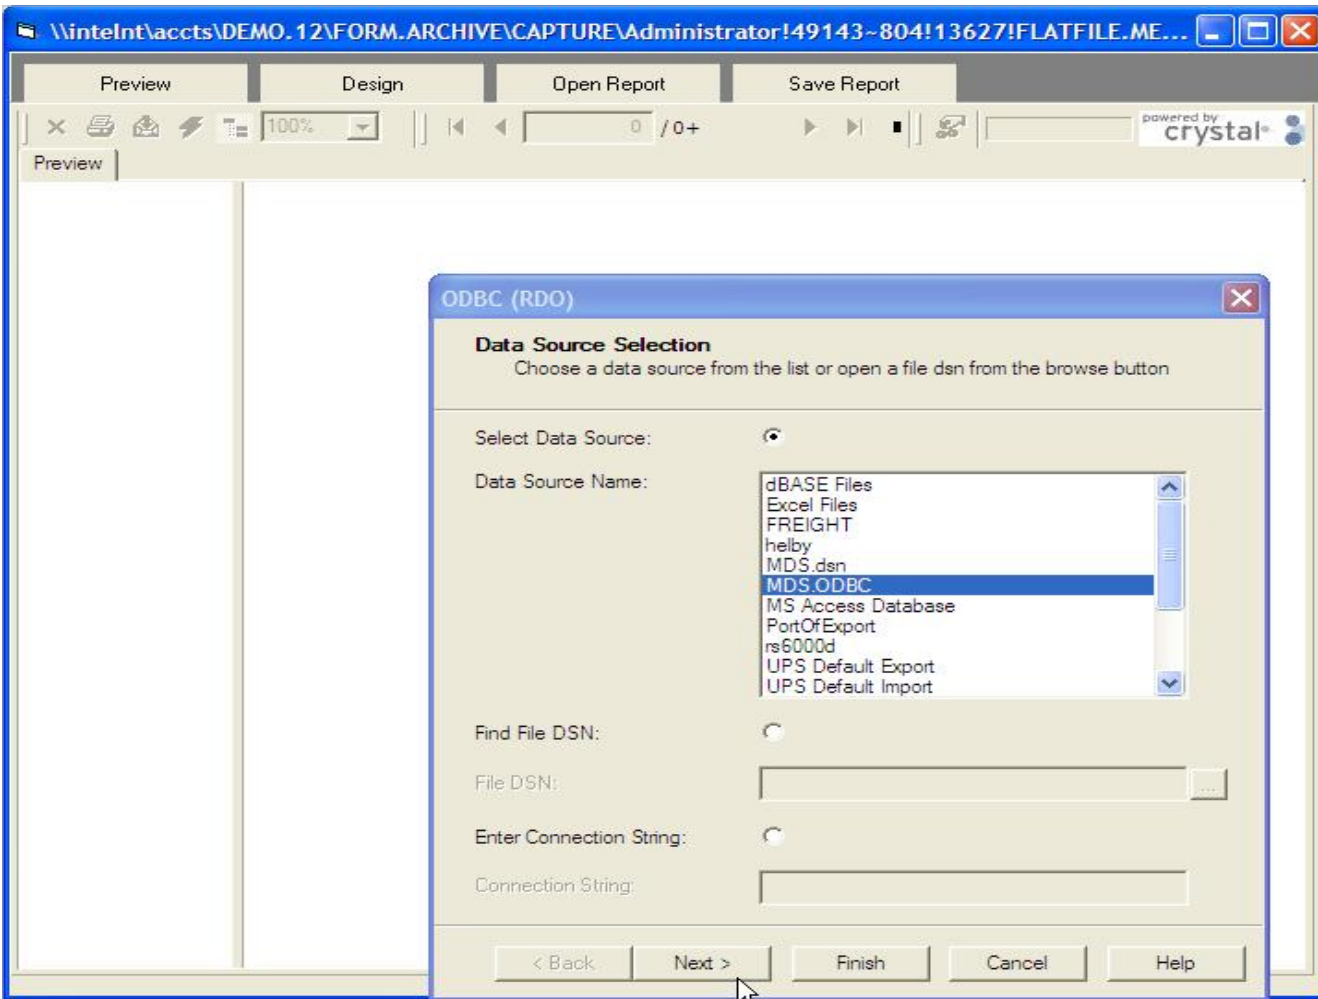 \\intelnt\accts\DEMO.12\FORM.ARCHIVE\CAPTURE\Administrator!49143~804!13627!FLATFILE.ME...
Preview Design Open Report Save Report
100% 0 / 0+ powered by crystal
Preview
ODBC (RDO)
Data Source Selection
Choose a data source from the list or open a file dsn from the browse button
Select Data Source:
Data Source Name:
dBASE Files
Excel Files
FREIGHT
helby
MDS.dsn
MDS.ODBC
MS Access Database
PortOfExport
rs6000d
UPS Default Export
UPS Default Import
Find File DSN:
File DSN: ...
Enter Connection String:
Connection String:
< Back Next > Finish Cancel Help